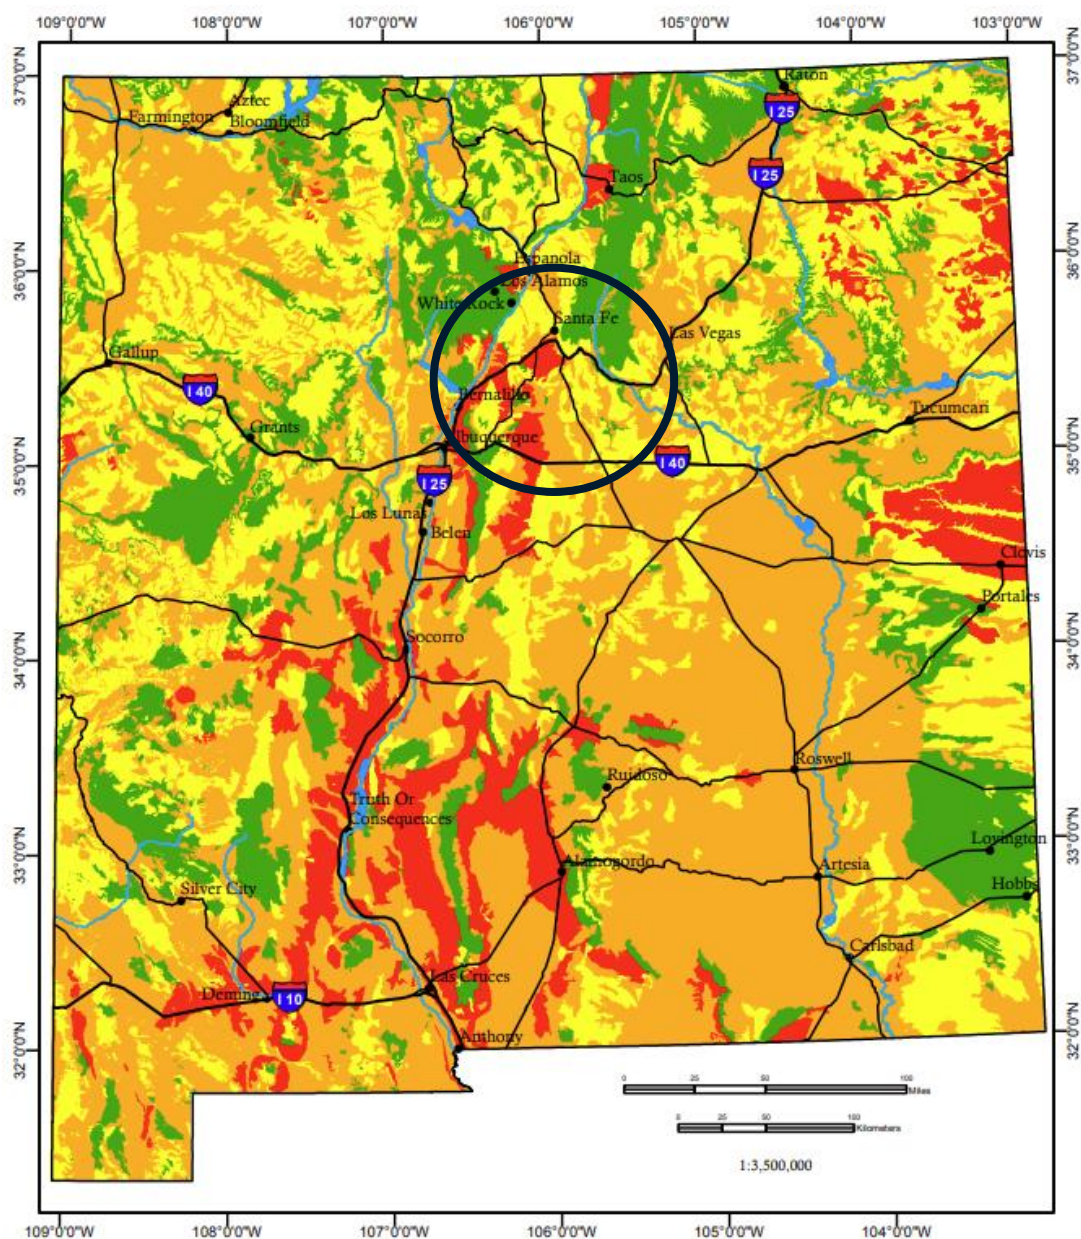 109°0'0"W 108°0'0"W 107°0'0"W 106°0'0"W 105°0'0"W 104°0'0"W 103°0'0"W
37°0'0"N
37°0'0"N
Raton
Aztec
Farmington
Bloomfield
I 25
I 25
Taos
36°0'0"N
36°0'0"N
Espanola
Los Alamos
White Rock
Santa Fe
Las Vegas
Gallup
I 40
Bernalillo
Tucumcari
Grants
Albuquerque
35°0'0"N
35°0'0"N
I 40
I 25
Los Lunas
Belen
Clovis
Portales
Socorro
34°0'0"N
34°0'0"N
Roswell
Ruidoso
Truth Or
Consequences
33°0'0"N
33°0'0"N
Lovington
Alamogordo
Artesia
Silver City
Hobbs
Carlsbad
Las Cruces
Deming
I 10
32°0'0"N
32°0'0"N
Anthony
0 25 50 100
Miles
0 25 50 100
Kilometers
1:3,500,000
109°0'0"W 108°0'0"W 107°0'0"W 106°0'0"W 105°0'0"W 104°0'0"W